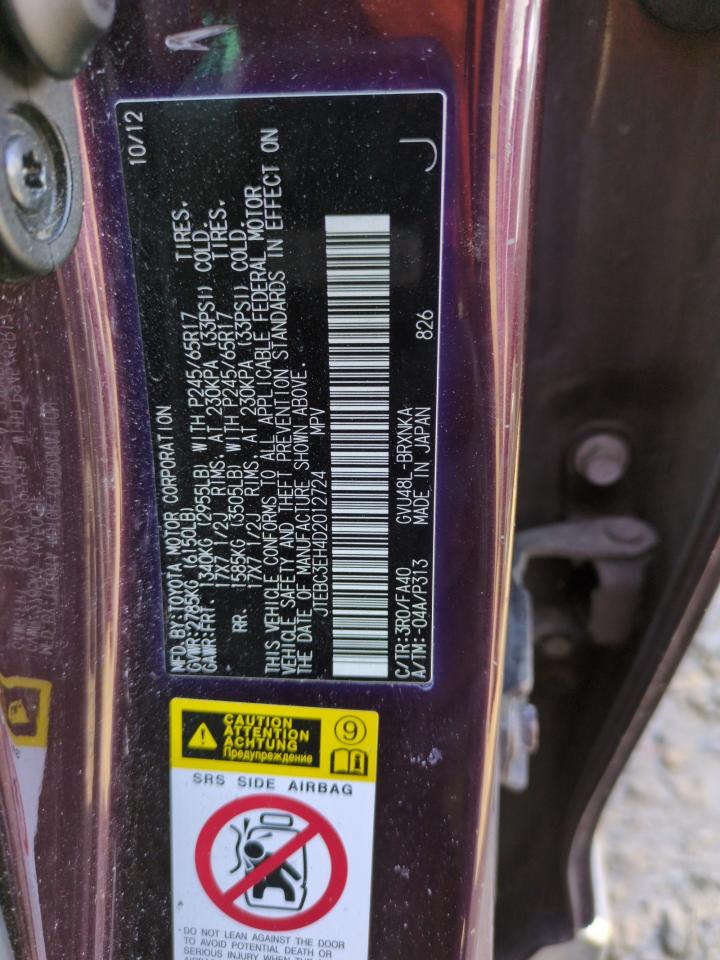 10/12
MFD.BY:TOYOTA MOTOR CORPORATION
GVWR:2785KG (6150LB)
GAWR:FRT. 1340KG (2955LB) WITH P245/65R17 TIRES,
17X7 1/2J RIMS, AT 230KPA (33PSI) COLD.
RR. 1585KG (3505LB) WITH P245/65R17 TIRES,
17X7 1/2J RIMS, AT 230KPA (33PSI) COLD.
THIS VEHICLE CONFORMS TO ALL APPLICABLE FEDERAL MOTOR
VEHICLE SAFETY AND THEFT PREVENTION STANDARDS IN EFFECT ON
THE DATE OF MANUFACTURE SHOWN ABOVE.
JTEBC3EH4D2012724 MPV
C/TR:3R0/FA40 GVU48L-BRXNKA 826
A/TM:-04A/P313 MADE IN JAPAN
J
CAUTION
ATTENTION
ACHTUNG
Предупреждение
9
SRS SIDE AIRBAG
· DO NOT LEAN AGAINST THE DOOR
TO AVOID POTENTIAL DEATH OR
SERIOUS INJURY WHEN THE